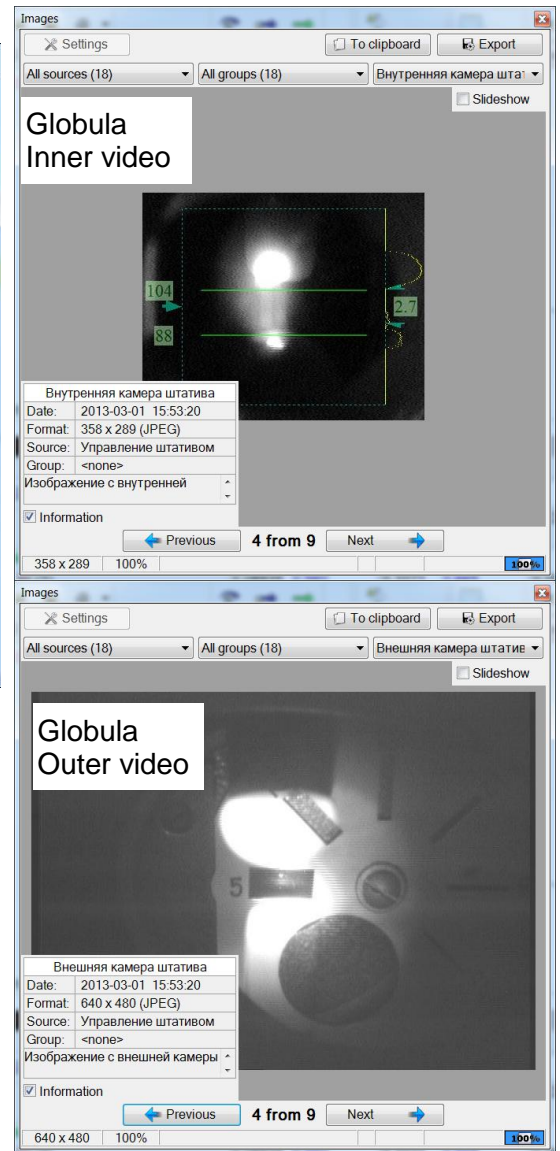 Images
Settings
To clipboard
Export
All sources (18)
All groups (18)
Внутренняя камера штат
Slideshow
Globula
Inner video
104
2.7
88
Внутренняя камера штатива
Date: 2013-03-01 15:53:20
Format: 358 x 289 (JPEG)
Source: Управление штативом
Group: <none>
Изображение с внутренней
Information
Previous
4 from 9
Next
358 x 289
100%
100%
Images
Settings
To clipboard
Export
All sources (18)
All groups (18)
Внешняя камера штатив
Slideshow
Globula
Outer video
5
Внешняя камера штатива
Date: 2013-03-01 15:53:20
Format: 640 x 480 (JPEG)
Source: Управление штативом
Group: <none>
Изображение с внешней камеры
Information
Previous
4 from 9
Next
640 x 480
100%
100%